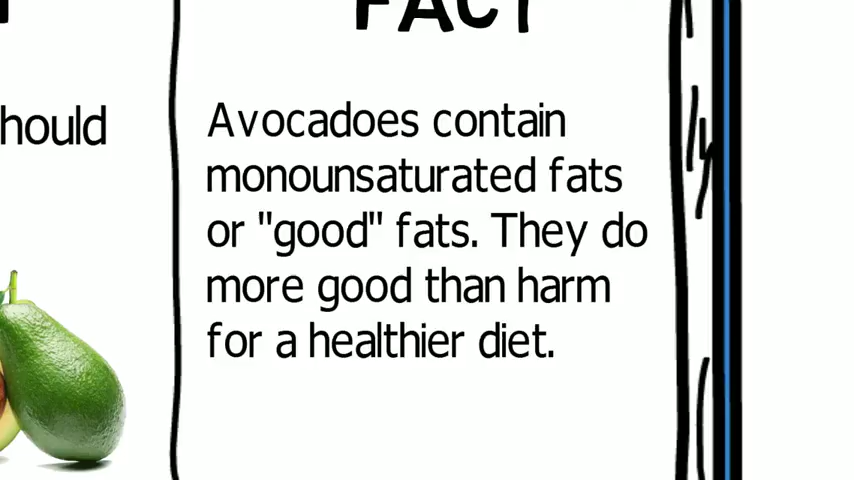 FACT
hould
Avocadoes contain
monounsaturated fats
or "good" fats. They do
more good than harm
for a healthier diet.